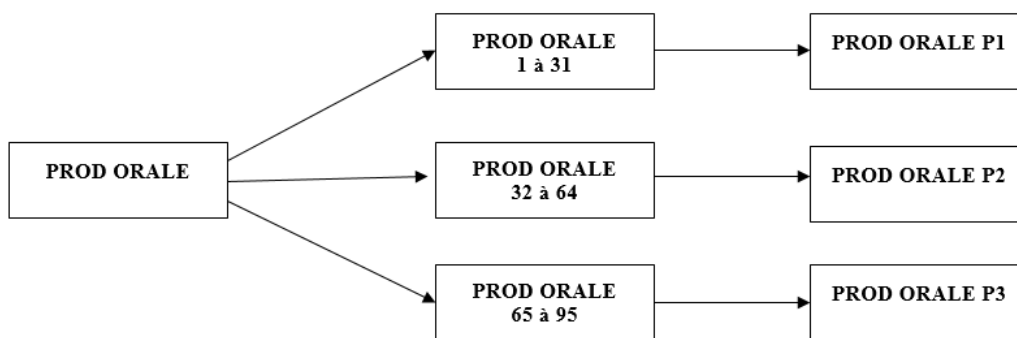 PROD ORALE
PROD ORALE
1 à 31
PROD ORALE P1
PROD ORALE
32 à 64
PROD ORALE P2
PROD ORALE
65 à 95
PROD ORALE P3